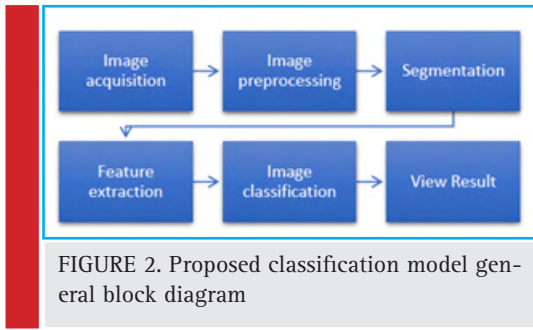 Image
acquisition
Image
preprocessing
Segmentation
Feature
extraction
Image
classification
View Result
FIGURE 2. Proposed classification model gen-
eral block diagram